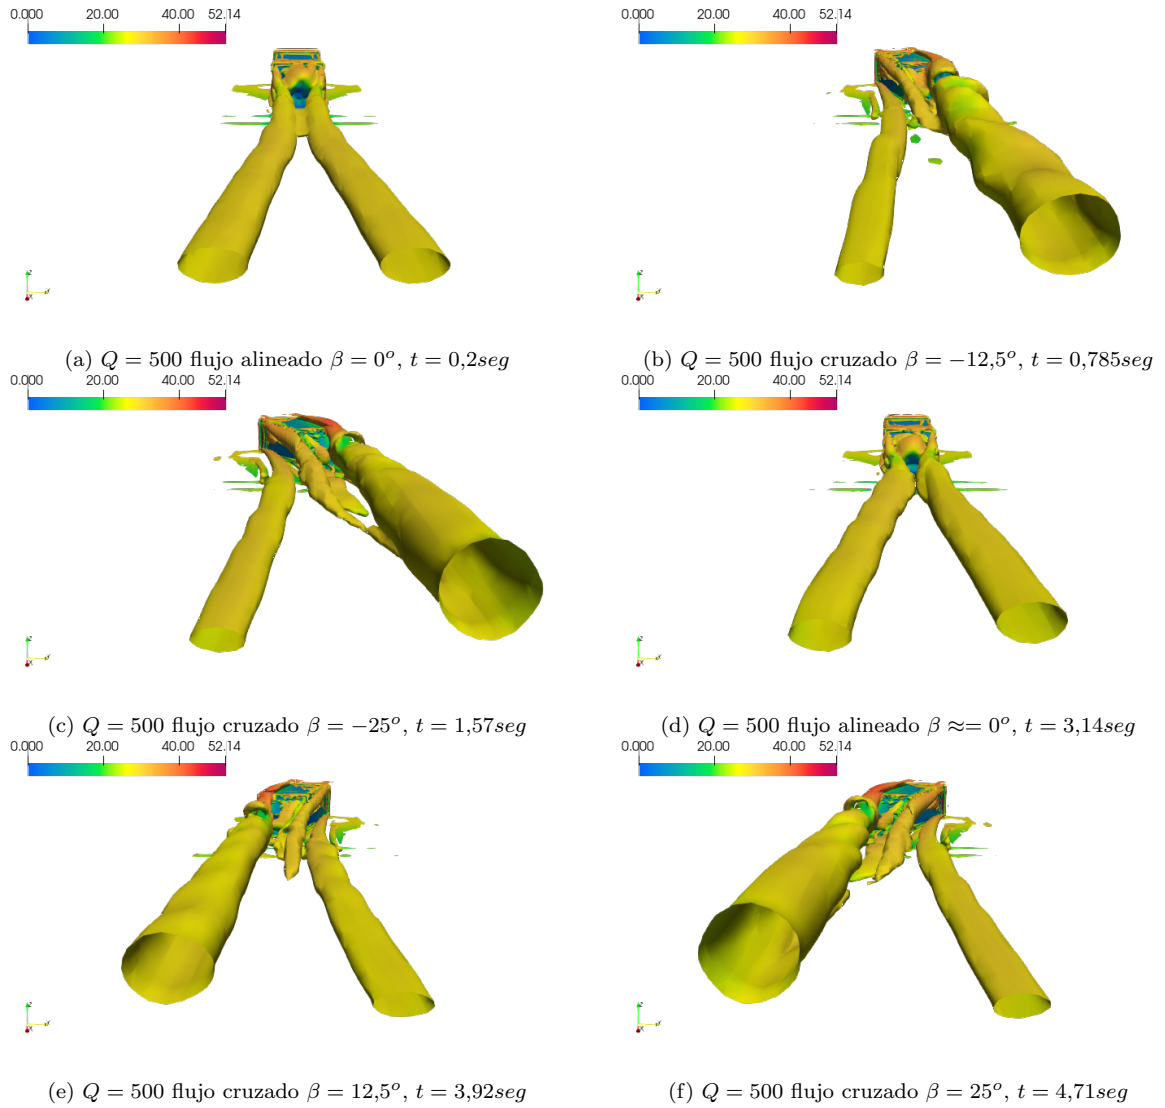 0.000 20.00 40.00 52.14
0.000 20.00 40.00 52.14
z
Y
X
z
Y
X
(a) Q = 500 flujo alineado β = 0°, t = 0,2seg
(b) Q = 500 flujo cruzado β = −12,5°, t = 0,785seg
0.000 20.00 40.00 52.14
0.000 20.00 40.00 52.14
z
Y
X
z
Y
X
(c) Q = 500 flujo cruzado β = −25°, t = 1,57seg
(d) Q = 500 flujo alineado β ≈= 0°, t = 3,14seg
0.000 20.00 40.00 52.14
0.000 20.00 40.00 52.14
z
Y
X
z
Y
X
(e) Q = 500 flujo cruzado β = 12,5°, t = 3,92seg
(f) Q = 500 flujo cruzado β = 25°, t = 4,71seg